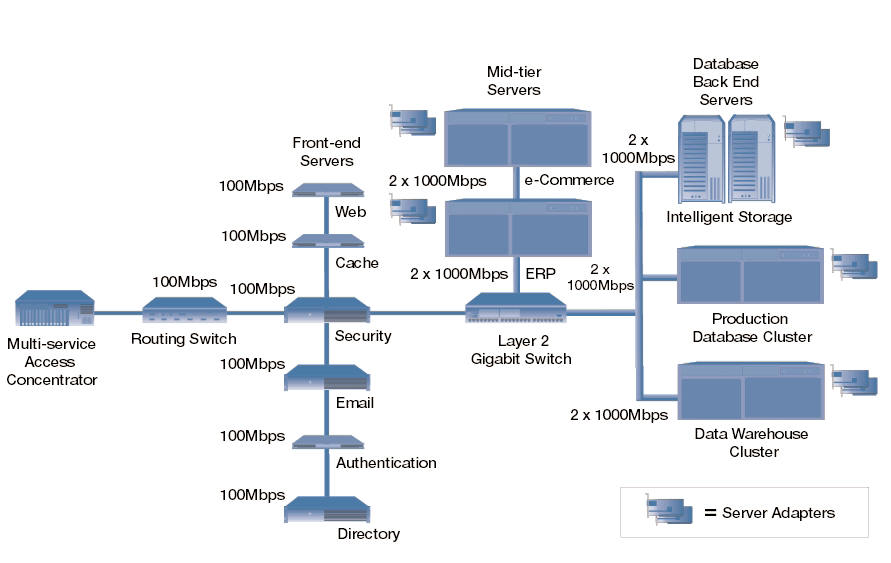 Mid-tier
Servers
Database
Back End
Servers
Front-end
Servers
2 x
1000Mbps
100Mbps
2 x 1000Mbps
e-Commerce
Web
Intelligent Storage
100Mbps
Cache
2 x 1000Mbps
ERP
2 x
1000Mbps
100Mbps
100Mbps
Multi-service
Access
Concentrator
Routing Switch
Security
Layer 2
Gigabit Switch
Production
Database Cluster
100Mbps
Email
2 x 1000Mbps
Data Warehouse
Cluster
100Mbps
Authentication
100Mbps
Directory
= Server Adapters